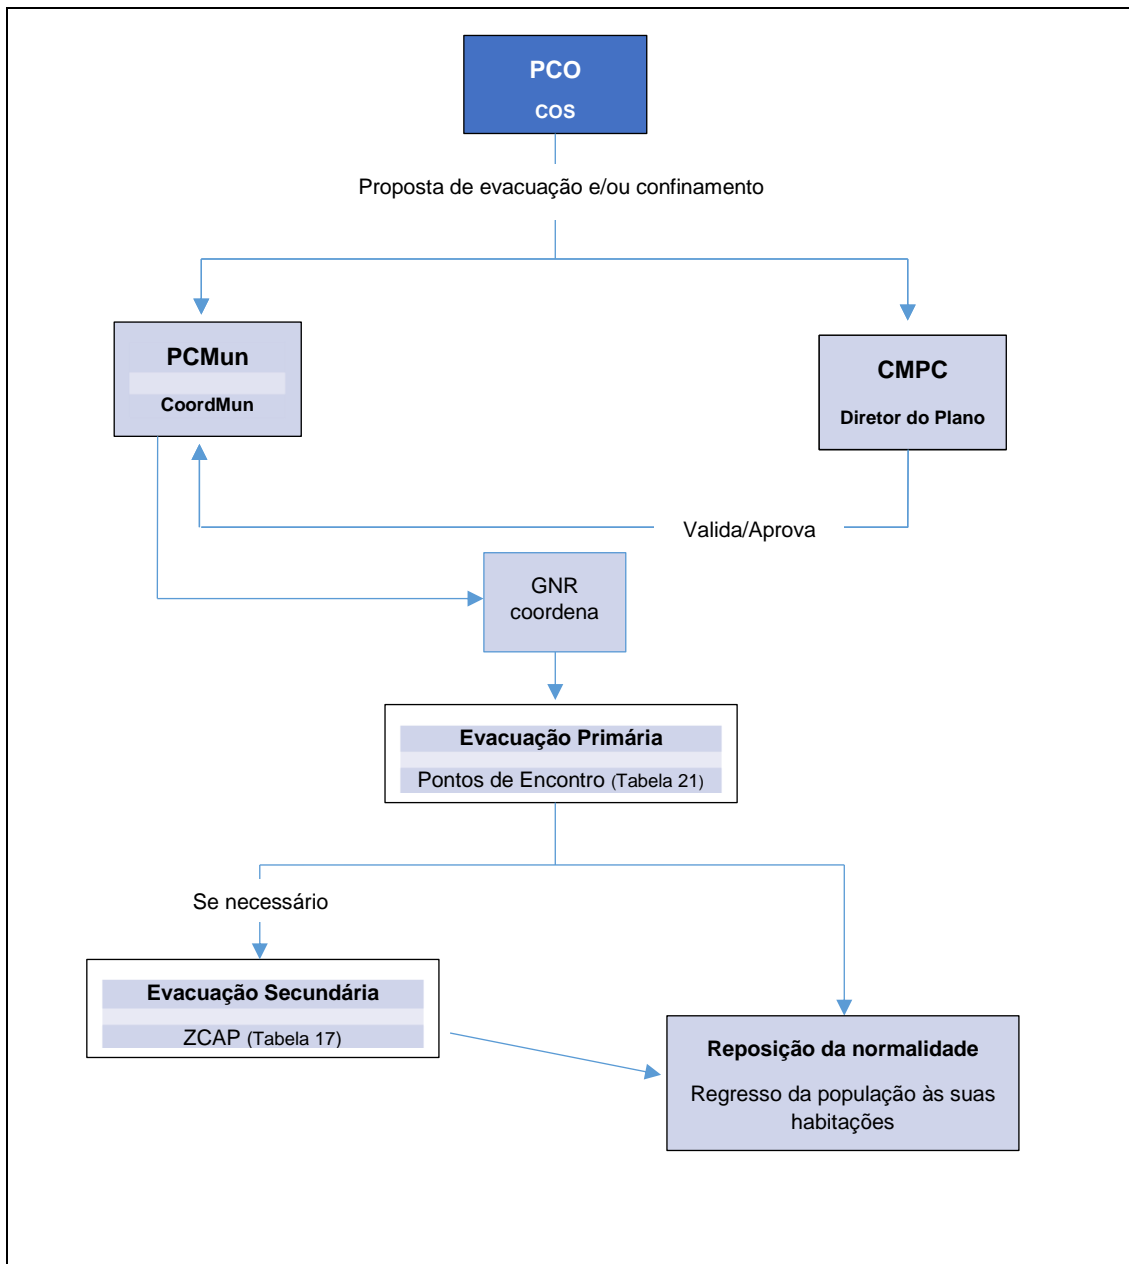 PCO
COS
Proposta de evacuação e/ou confinamento
PCMun
CoordMun
CMPC
Diretor do Plano
Valida/Aprova
GNR
coordena
Evacuação Primária
Pontos de Encontro (Tabela 21)
Se necessário
Evacuação Secundária
ZCAP (Tabela 17)
Reposição da normalidade
Regresso da população às suas
habitações